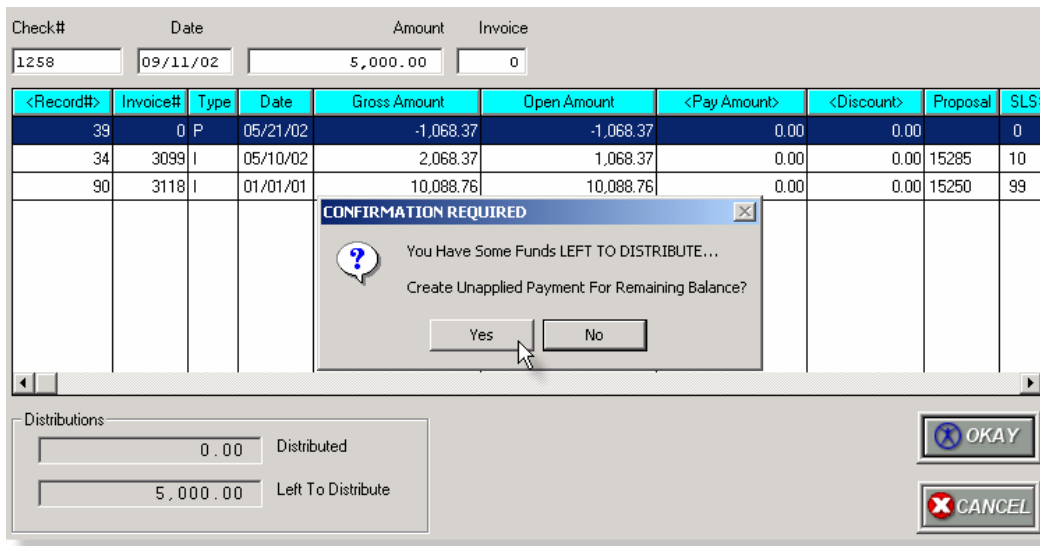 Check# Date Amount Invoice
1258 09/11/02 5,000.00 0
<Record#> Invoice# Type Date Gross Amount Open Amount <Pay Amount> <Discount> Proposal SLS
39 0 P 05/21/02 -1,068.37 -1,068.37 0.00 0.00 0
34 3099 I 05/10/02 2,068.37 1,068.37 0.00 0.00 15285 10
90 3118 I 01/01/01 10,088.76 10,088.76 0.00 0.00 15250 99
CONFIRMATION REQUIRED
You Have Some Funds LEFT TO DISTRIBUTE...
Create Unapplied Payment For Remaining Balance?
Yes No
Distributions
0.00 Distributed
5,000.00 Left To Distribute
OKAY
CANCEL